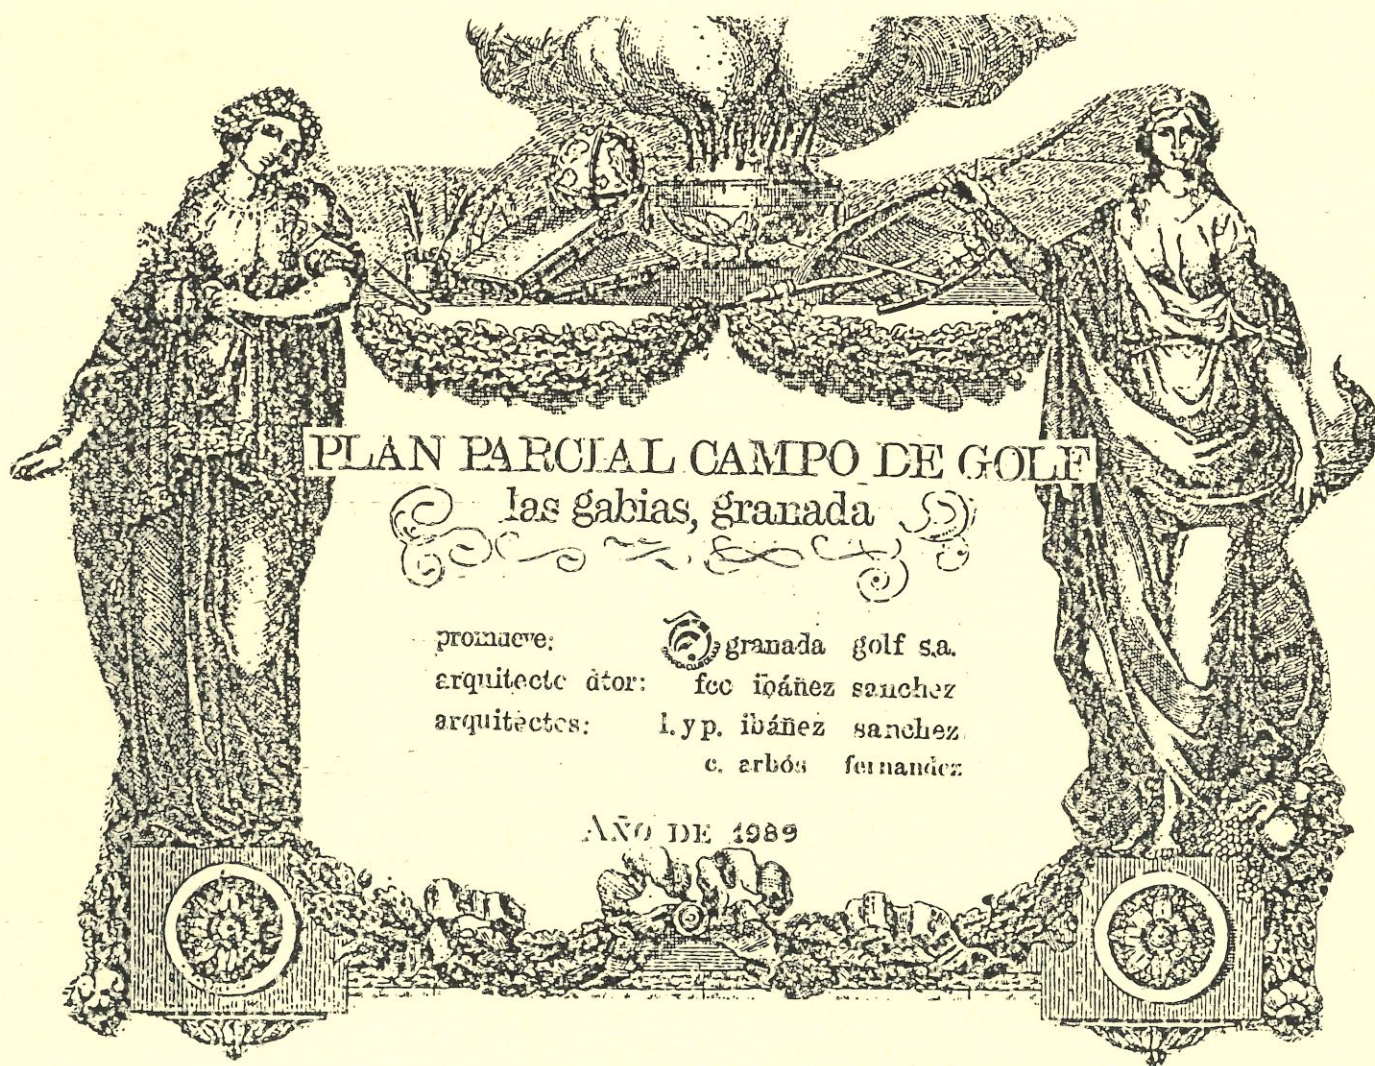 PLAN PARCIAL CAMPO DE GOLF
las gabias, granada
promueve: granada golf s.a.
arquitecto dtor: fco ibáñez sanchez
arquitectos: l. y p. ibáñez sanchez
c. arbós fernandez
AÑO DE 1989